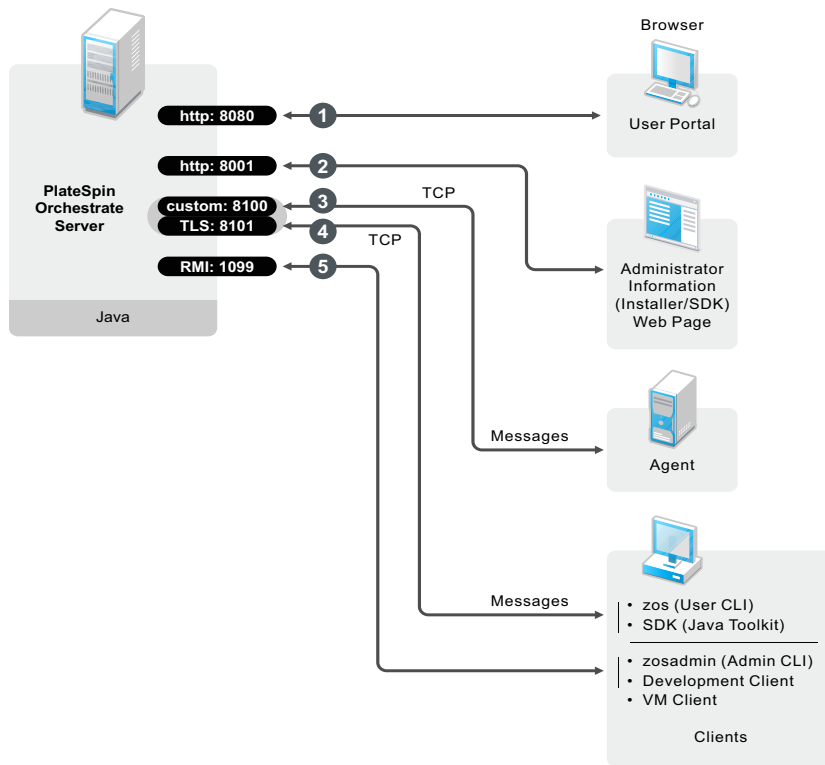 Browser
User Portal
http: 8080
1
http: 8001
2
PlateSpin
Orchestrate
Server
custom: 8100
3
TCP
TLS: 8101
4
TCP
RMI: 1099
5
Java
Administrator
Information
(Installer/SDK)
Web Page
Messages
Agent
Messages
• zos (User CLI)
• SDK (Java Toolkit)
• zosadmin (Admin CLI)
• Development Client
• VM Client
Clients